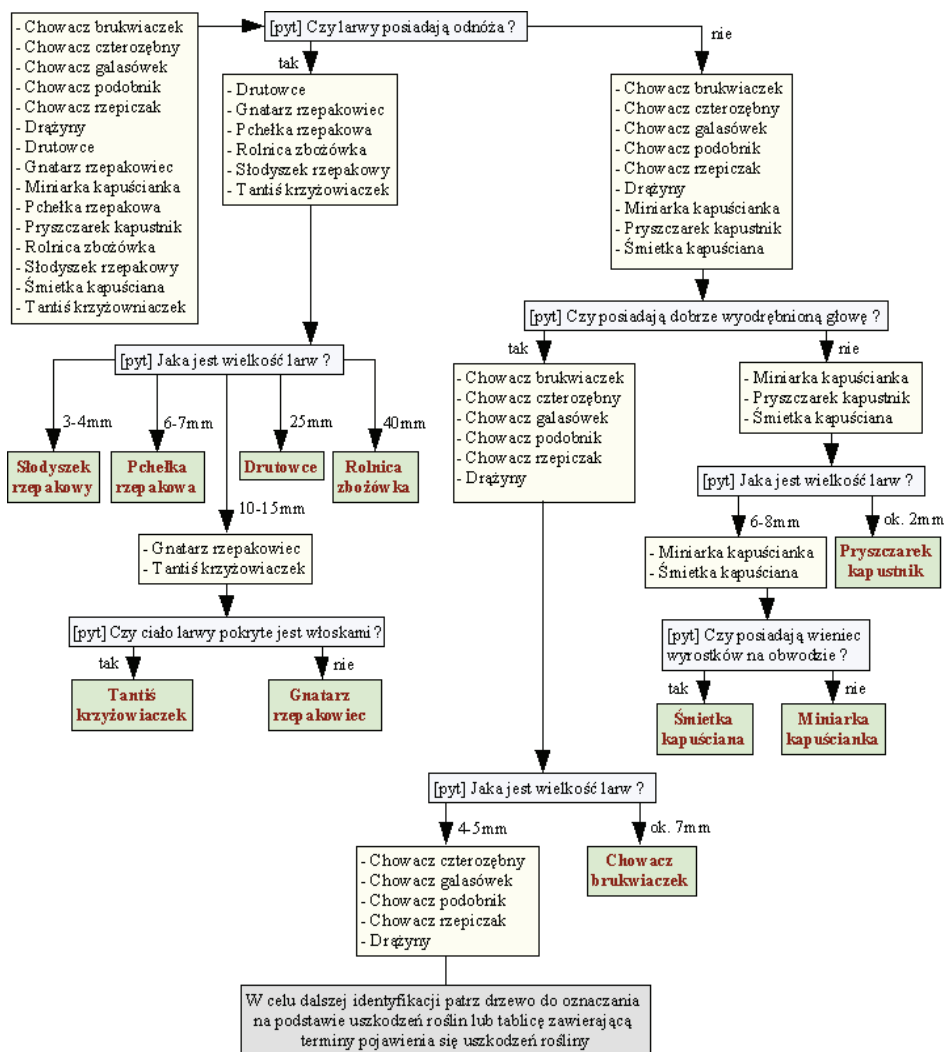 - Chowacz brukwiaczek
- Chowacz czterozębny
- Chowacz galasówek
- Chowacz podobnik
- Chowacz rzepiczak
- Drążyny
- Drutowce
- Gnatarz rzepakowiec
- Miniarka kapuścianka
- Pchełka rzepakowa
- Pryszczarek kapustnik
- Rolnica zbożówka
- Słodyszek rzepakowy
- Śmietka kapuściana
- Tantiś krzyżowniaczek
[pyt] Czy larwy posiadają odnóża ?
tak
nie
- Drutowce
- Gnatarz rzepakowiec
- Pchełka rzepakowa
- Rolnica zbożówka
- Słodyszek rzepakowy
- Tantiś krzyżowiaczek
- Chowacz brukwiaczek
- Chowacz czterozębny
- Chowacz galasówek
- Chowacz podobnik
- Chowacz rzepiczak
- Drążyny
- Miniarka kapuścianka
- Pryszczarek kapustnik
- Śmietka kapuściana
[pyt] Jaka jest wielkość larw ?
3-4mm
6-7mm
25mm
40mm
Słodyszek
rzepakowy
Pchełka
rzepakowa
Drutowce
Rolnica
zbożówka
10-15mm
- Gnatarz rzepakowiec
- Tantiś krzyżowiaczek
[pyt] Czy ciało larwy pokryte jest włoskami ?
tak
nie
Tantiś
krzyżowiaczek
Gnatarz
rzepakowiec
[pyt] Czy posiadają dobrze wyodrębnioną głowę ?
tak
nie
- Chowacz brukwiaczek
- Chowacz czterozębny
- Chowacz galasówek
- Chowacz podobnik
- Chowacz rzepiczak
- Drążyny
- Miniarka kapuścianka
- Pryszczarek kapustnik
- Śmietka kapuściana
[pyt] Jaka jest wielkość larw ?
6-8mm
ok. 2mm
- Miniarka kapuścianka
- Śmietka kapuściana
Pryszczarek
kapustnik
[pyt] Czy posiadają wieniec
wyrostków na obwodzie ?
tak
nie
Śmietka
kapuściana
Miniarka
kapuścianka
[pyt] Jaka jest wielkość larw ?
4-5mm
ok. 7mm
- Chowacz czterozębny
- Chowacz galasówek
- Chowacz podobnik
- Chowacz rzepiczak
- Drążyny
Chowacz
brukwiaczek
W celu dalszej identyfikacji patrz drzewo do oznaczania
na podstawie uszkodzeń roślin lub tablicę zawierającą
terminy pojawienia się uszkodzeń rośliny